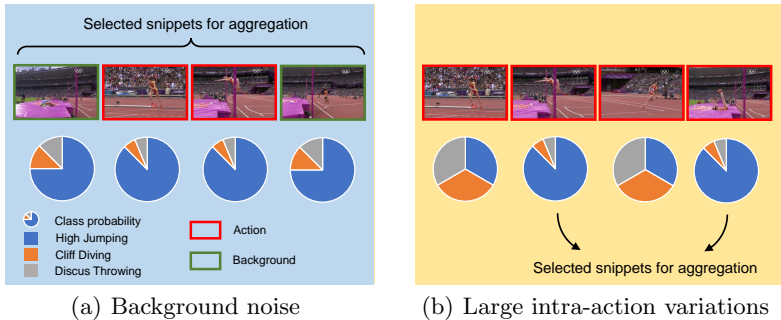 Selected snippets for aggregation
Class probability
High Jumping
Cliff Diving
Discus Throwing
Action
Background
(a) Background noise
Selected snippets for aggregation
(b) Large intra-action variations